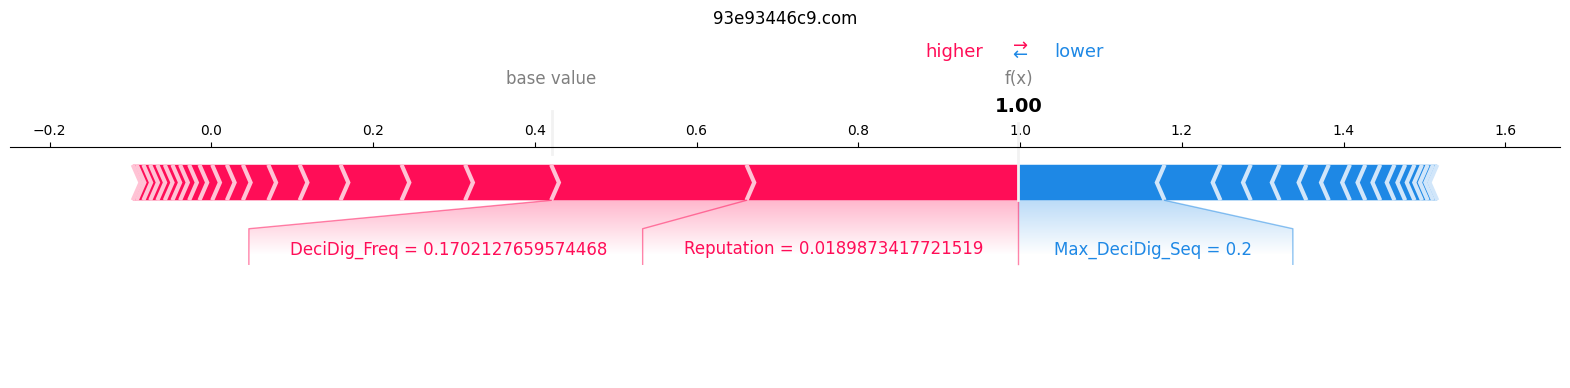 93e93446c9.com
higher ⇄ lower
base value
f(x)
1.00
−0.2 0.0 0.2 0.4 0.6 0.8 1.0 1.2 1.4 1.6
DeciDig_Freq = 0.1702127659574468
Reputation = 0.0189873417721519
Max_DeciDig_Seq = 0.2